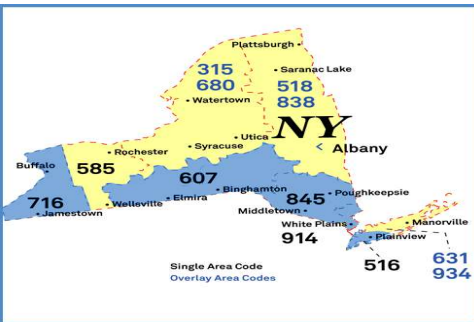 Plattsburgh
315
680
Saranac Lake
518
838
Watertown
NY
Utica
Albany
Syracuse
Rochester
Buffalo
585
607
716
Binghamton
845
Poughkeepsie
Elmira
Wellsville
Jamestown
Middletown
White Plains
Manorville
914
Plainview
516
631
934
Single Area Code
Overlay Area Codes